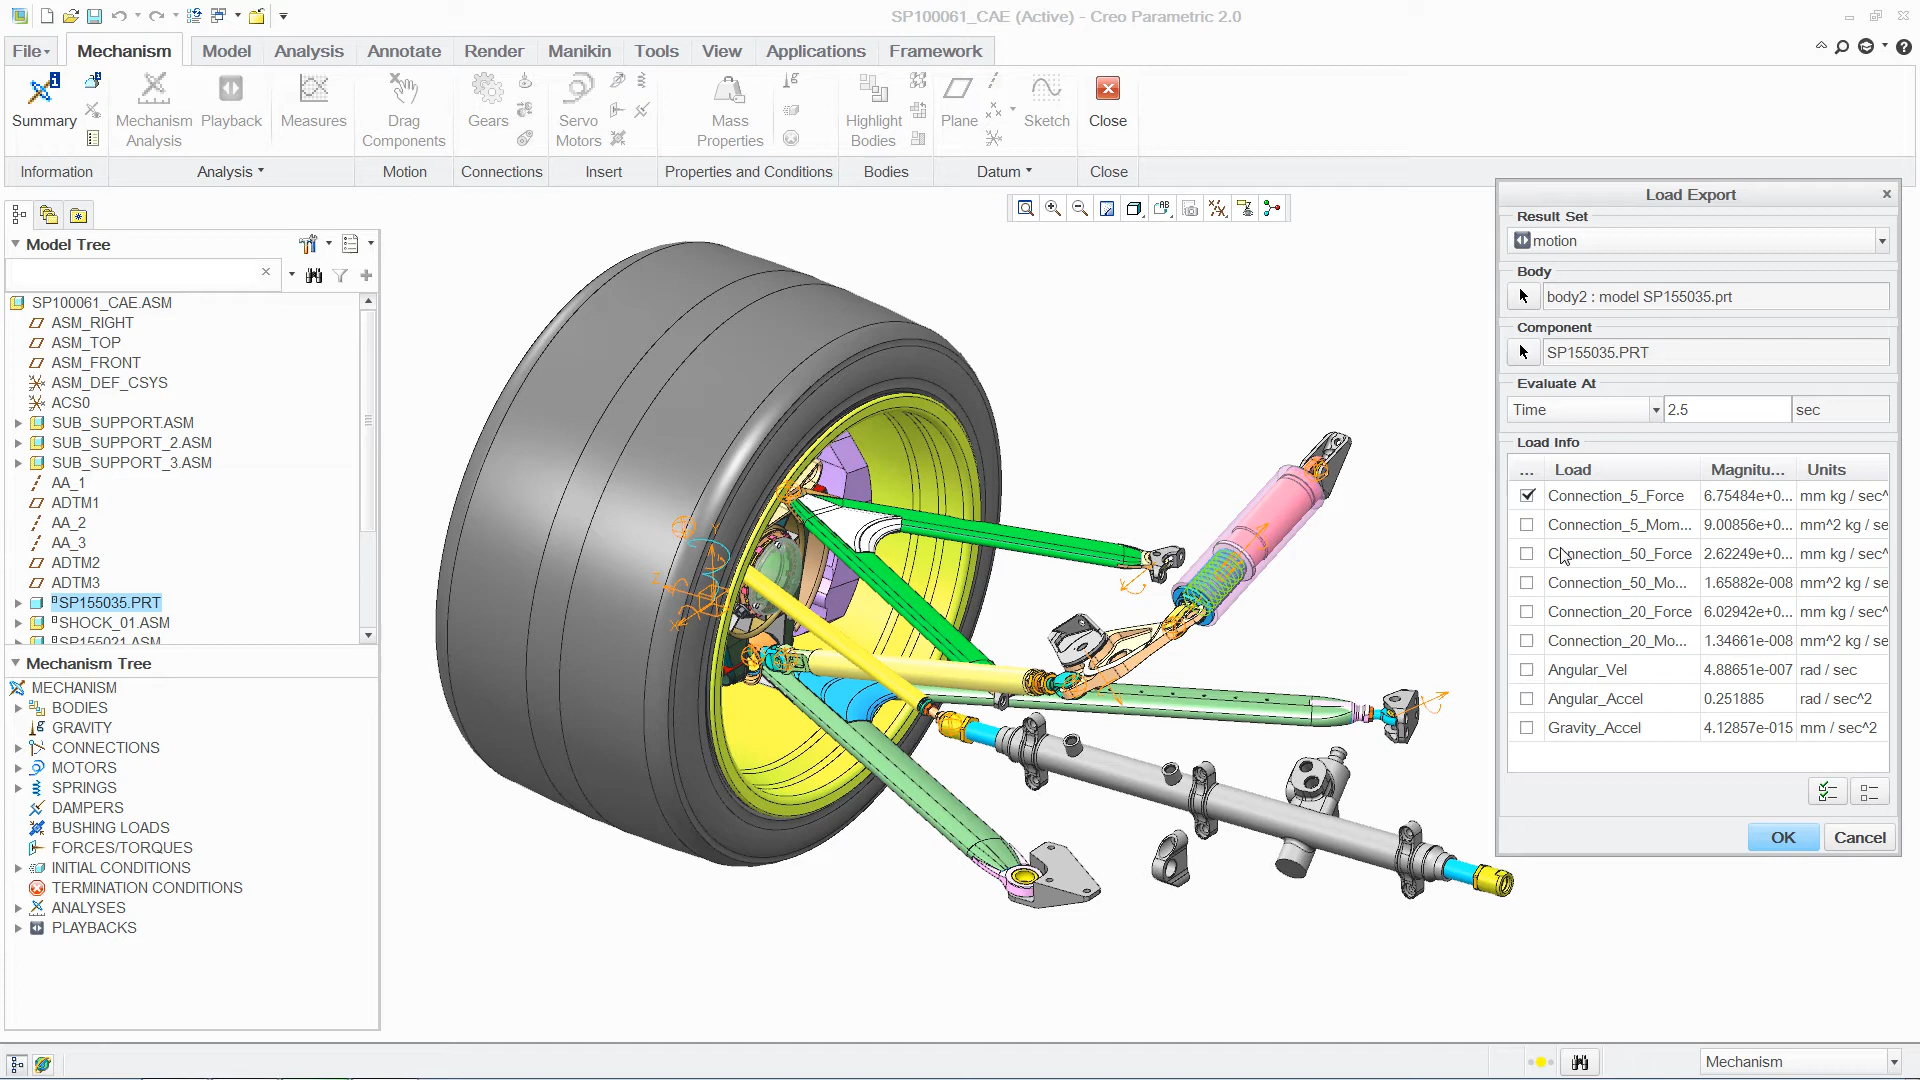 SP100061_CAE (Active) - Creo Parametric 2.0
File
Mechanism
Model
Analysis
Annotate
Render
Manikin
Tools
View
Applications
Framework
Summary
Mechanism
Analysis
Playback
Measures
Drag
Components
Gears
Servo
Motors
Mass
Properties
Highlight
Bodies
Plane
Sketch
Close
Information
Analysis
Motion
Connections
Insert
Properties and Conditions
Bodies
Datum
Close
Model Tree
SP100061_CAE.ASM
ASM_RIGHT
ASM_TOP
ASM_FRONT
ASM_DEF_CSYS
ACS0
SUB_SUPPORT.ASM
SUB_SUPPORT_2.ASM
SUB_SUPPORT_3.ASM
AA_1
ADTM1
AA_2
AA_3
ADTM2
ADTM3
SP155035.PRT
SHOCK_01.ASM
SP155021.ASM
Mechanism Tree
MECHANISM
BODIES
GRAVITY
CONNECTIONS
MOTORS
SPRINGS
DAMPERS
BUSHING LOADS
FORCES/TORQUES
INITIAL CONDITIONS
TERMINATION CONDITIONS
ANALYSES
PLAYBACKS
Load Export
Result Set
motion
Body
body2 : model SP155035.prt
Component
SP155035.PRT
Evaluate At
Time 2.5 sec
Load Info
... Load Magnitu... Units
Connection_5_Force 6.75484e+0... mm kg / sec^
Connection_5_Mom... 9.00856e+0... mm^2 kg / se
Connection_50_Force 2.62249e+0... mm kg / sec^
Connection_50_Mo... 1.65882e-008 mm^2 kg / se
Connection_20_Force 6.02942e+0... mm kg / sec^
Connection_20_Mo... 1.34661e-008 mm^2 kg / se
Angular_Vel 4.88651e-007 rad / sec
Angular_Accel 0.251885 rad / sec^2
Gravity_Accel 4.12857e-015 mm / sec^2
OK
Cancel
Mechanism